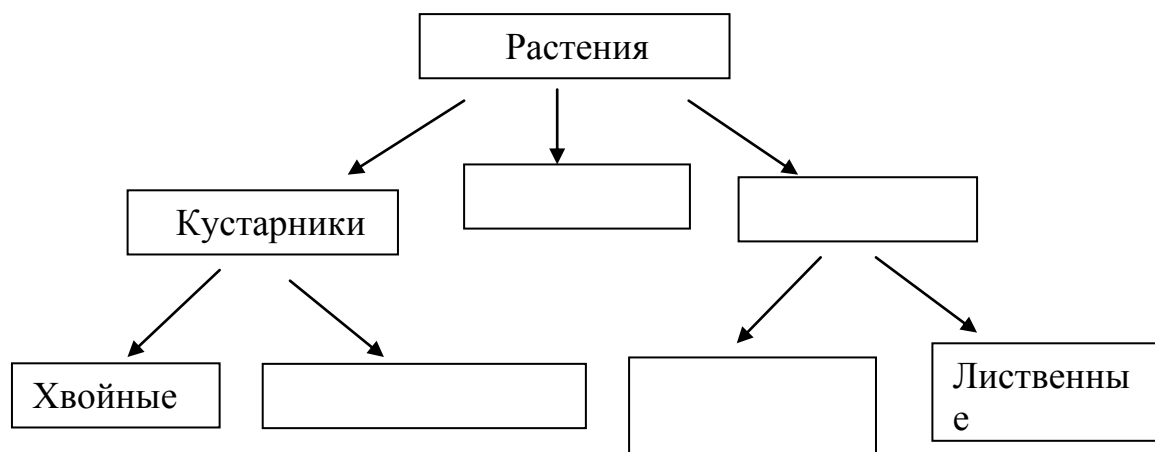 Растения
Кустарники
Хвойные
Лиственны
е